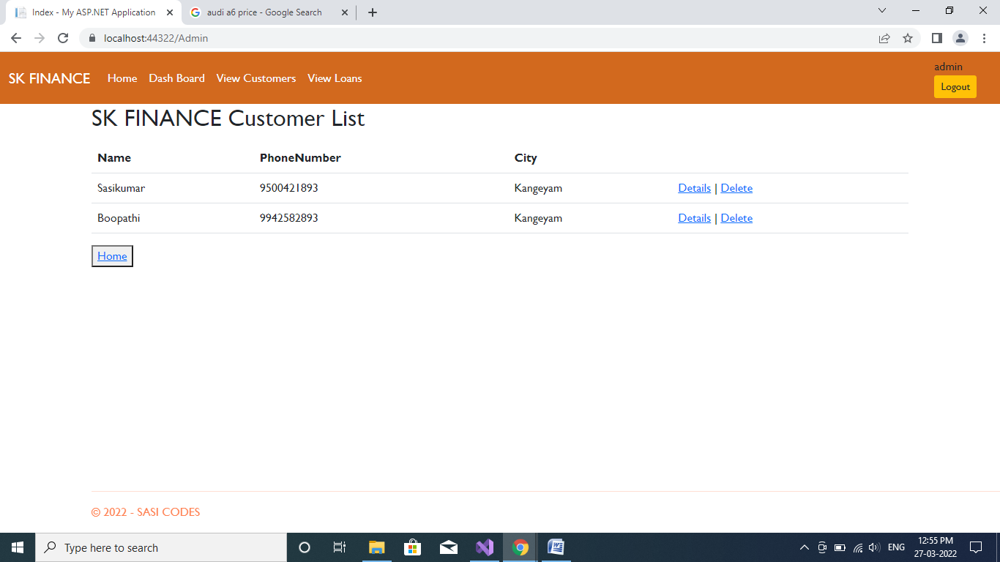 Index - My ASP.NET Application
audi a6 price - Google Search
localhost:44322/Admin
SK FINANCE Home Dash Board View Customers View Loans
admin
Logout
SK FINANCE Customer List
Name PhoneNumber City
Sasikumar 9500421893 Kangeyam Details | Delete
Boopathi 9942582893 Kangeyam Details | Delete
Home
© 2022 - SASI CODES
Type here to search
ENG
12:55 PM
27-03-2022